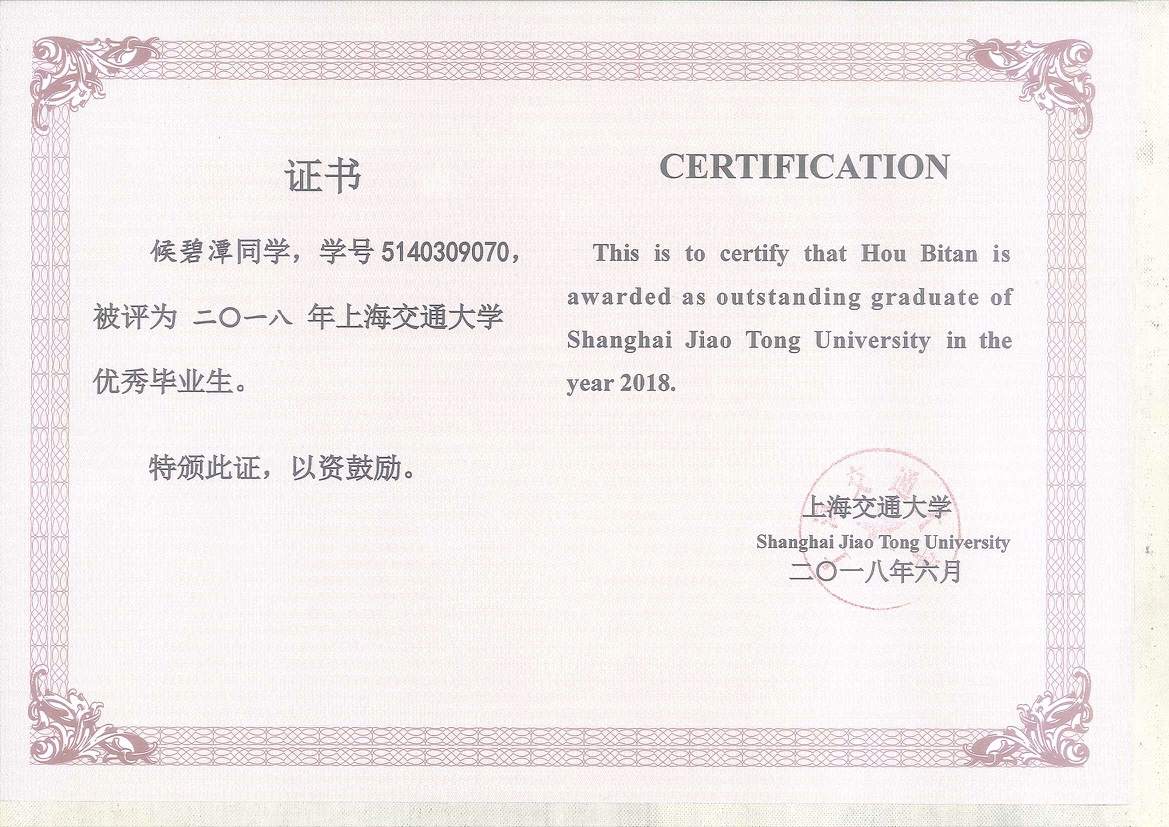 证书
候碧潭同学，学号 5140309070，
被评为 二〇一八 年上海交通大学
优秀毕业生。
特颁此证，以资鼓励。
CERTIFICATION
This is to certify that Hou Bitan is
awarded as outstanding graduate of
Shanghai Jiao Tong University in the
year 2018.
上海交通大学
Shanghai Jiao Tong University
二〇一八年六月